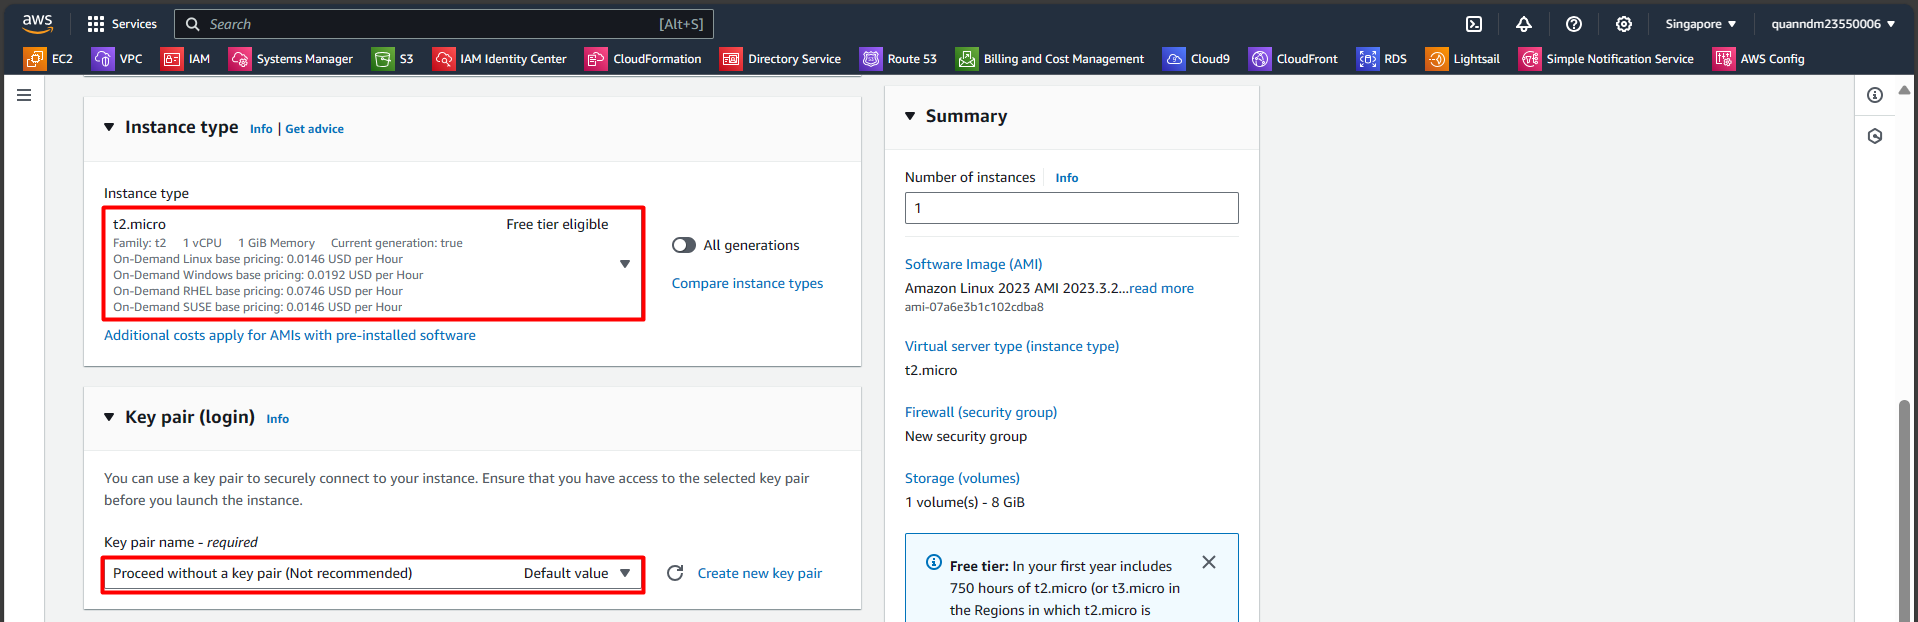 aws
Services
Search
[Alt+S]
Singapore
quanndm23550006
EC2
VPC
IAM
Systems Manager
S3
IAM Identity Center
CloudFormation
Directory Service
Route 53
Billing and Cost Management
Cloud9
CloudFront
RDS
Lightsail
Simple Notification Service
AWS Config
Instance type Info | Get advice
Instance type
t2.micro Free tier eligible
Family: t2 1 vCPU 1 GiB Memory Current generation: true
On-Demand Linux base pricing: 0.0146 USD per Hour
On-Demand Windows base pricing: 0.0192 USD per Hour
On-Demand RHEL base pricing: 0.0746 USD per Hour
On-Demand SUSE base pricing: 0.0146 USD per Hour
All generations
Compare instance types
Additional costs apply for AMIs with pre-installed software
Key pair (login) Info
You can use a key pair to securely connect to your instance. Ensure that you have access to the selected key pair
before you launch the instance.
Key pair name - required
Proceed without a key pair (Not recommended) Default value
Create new key pair
Summary
Number of instances Info
1
Software Image (AMI)
Amazon Linux 2023 AMI 2023.3.2...read more
ami-07a6e3b1c102cdba8
Virtual server type (instance type)
t2.micro
Firewall (security group)
New security group
Storage (volumes)
1 volume(s) - 8 GiB
Free tier: In your first year includes
750 hours of t2.micro (or t3.micro in
the Regions in which t2.micro is